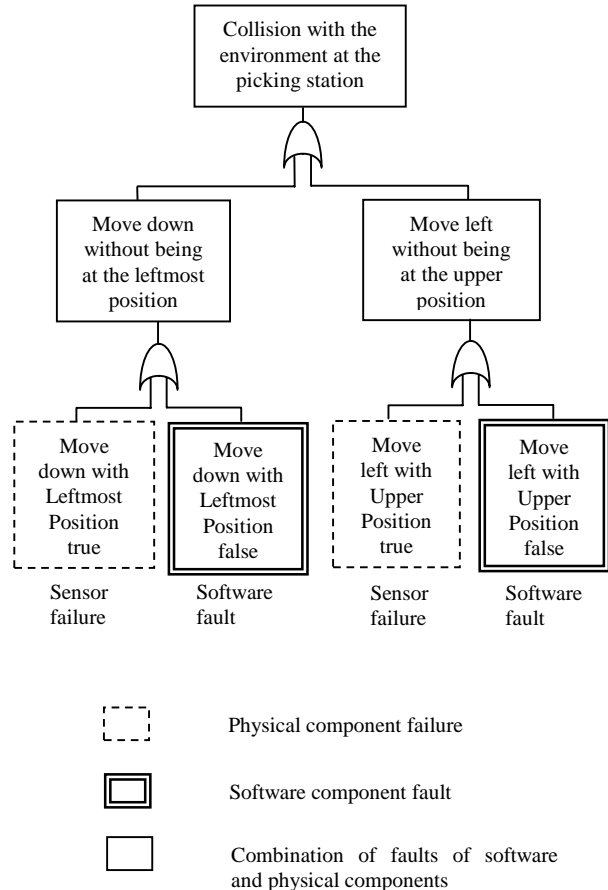 Collision with the
environment at the
picking station
Move down
without being
at the leftmost
position
Move left
without being
at the upper
position
Move
down with
Leftmost
Position
true
Move
down with
Leftmost
Position
false
Move
left with
Upper
Position
true
Move
left with
Upper
Position
false
Sensor
failure
Software
fault
Sensor
failure
Software
fault
Physical component failure
Software component fault
Combination of faults of software
and physical components